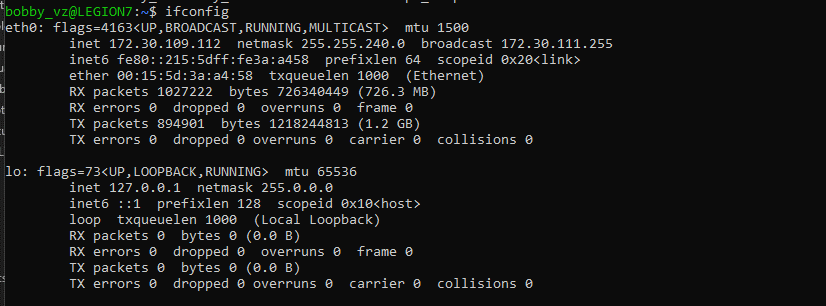 bobby_vz@LEGION7:~$ ifconfig
eth0: flags=4163<UP,BROADCAST,RUNNING,MULTICAST>  mtu 1500
        inet 172.30.109.112  netmask 255.255.240.0  broadcast 172.30.111.255
        inet6 fe80::215:5dff:fe3a:a458  prefixlen 64  scopeid 0x20<link>
        ether 00:15:5d:3a:a4:58  txqueuelen 1000  (Ethernet)
        RX packets 1027222  bytes 726340449 (726.3 MB)
        RX errors 0  dropped 0  overruns 0  frame 0
        TX packets 894901  bytes 1218244813 (1.2 GB)
        TX errors 0  dropped 0 overruns 0  carrier 0  collisions 0

lo: flags=73<UP,LOOPBACK,RUNNING>  mtu 65536
        inet 127.0.0.1  netmask 255.0.0.0
        inet6 ::1  prefixlen 128  scopeid 0x10<host>
        loop  txqueuelen 1000  (Local Loopback)
        RX packets 0  bytes 0 (0.0 B)
        RX errors 0  dropped 0  overruns 0  frame 0
        TX packets 0  bytes 0 (0.0 B)
        TX errors 0  dropped 0 overruns 0  carrier 0  collisions 0